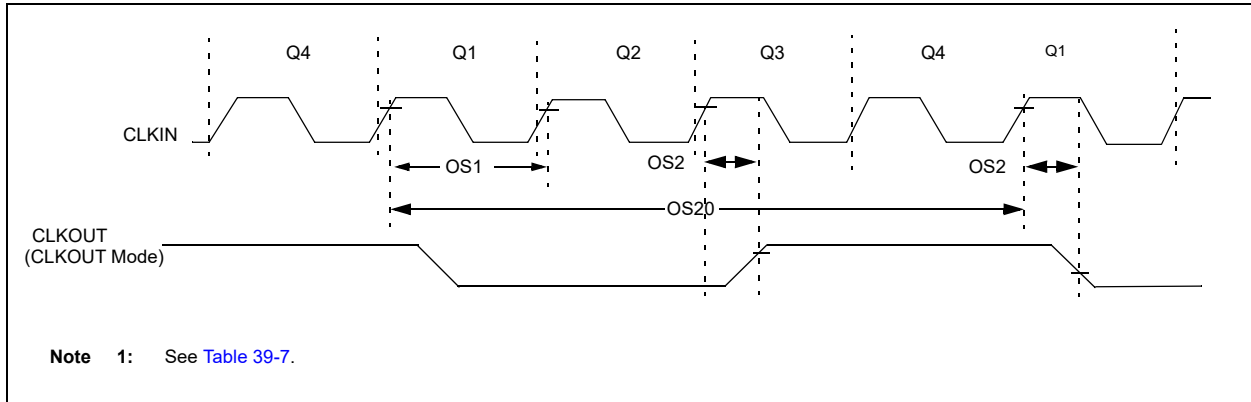 Q4 Q1 Q2 Q3 Q4 Q1
CLKIN
OS1 OS2 OS2
OS20
CLKOUT
(CLKOUT Mode)
Note 1: See Table 39-7.